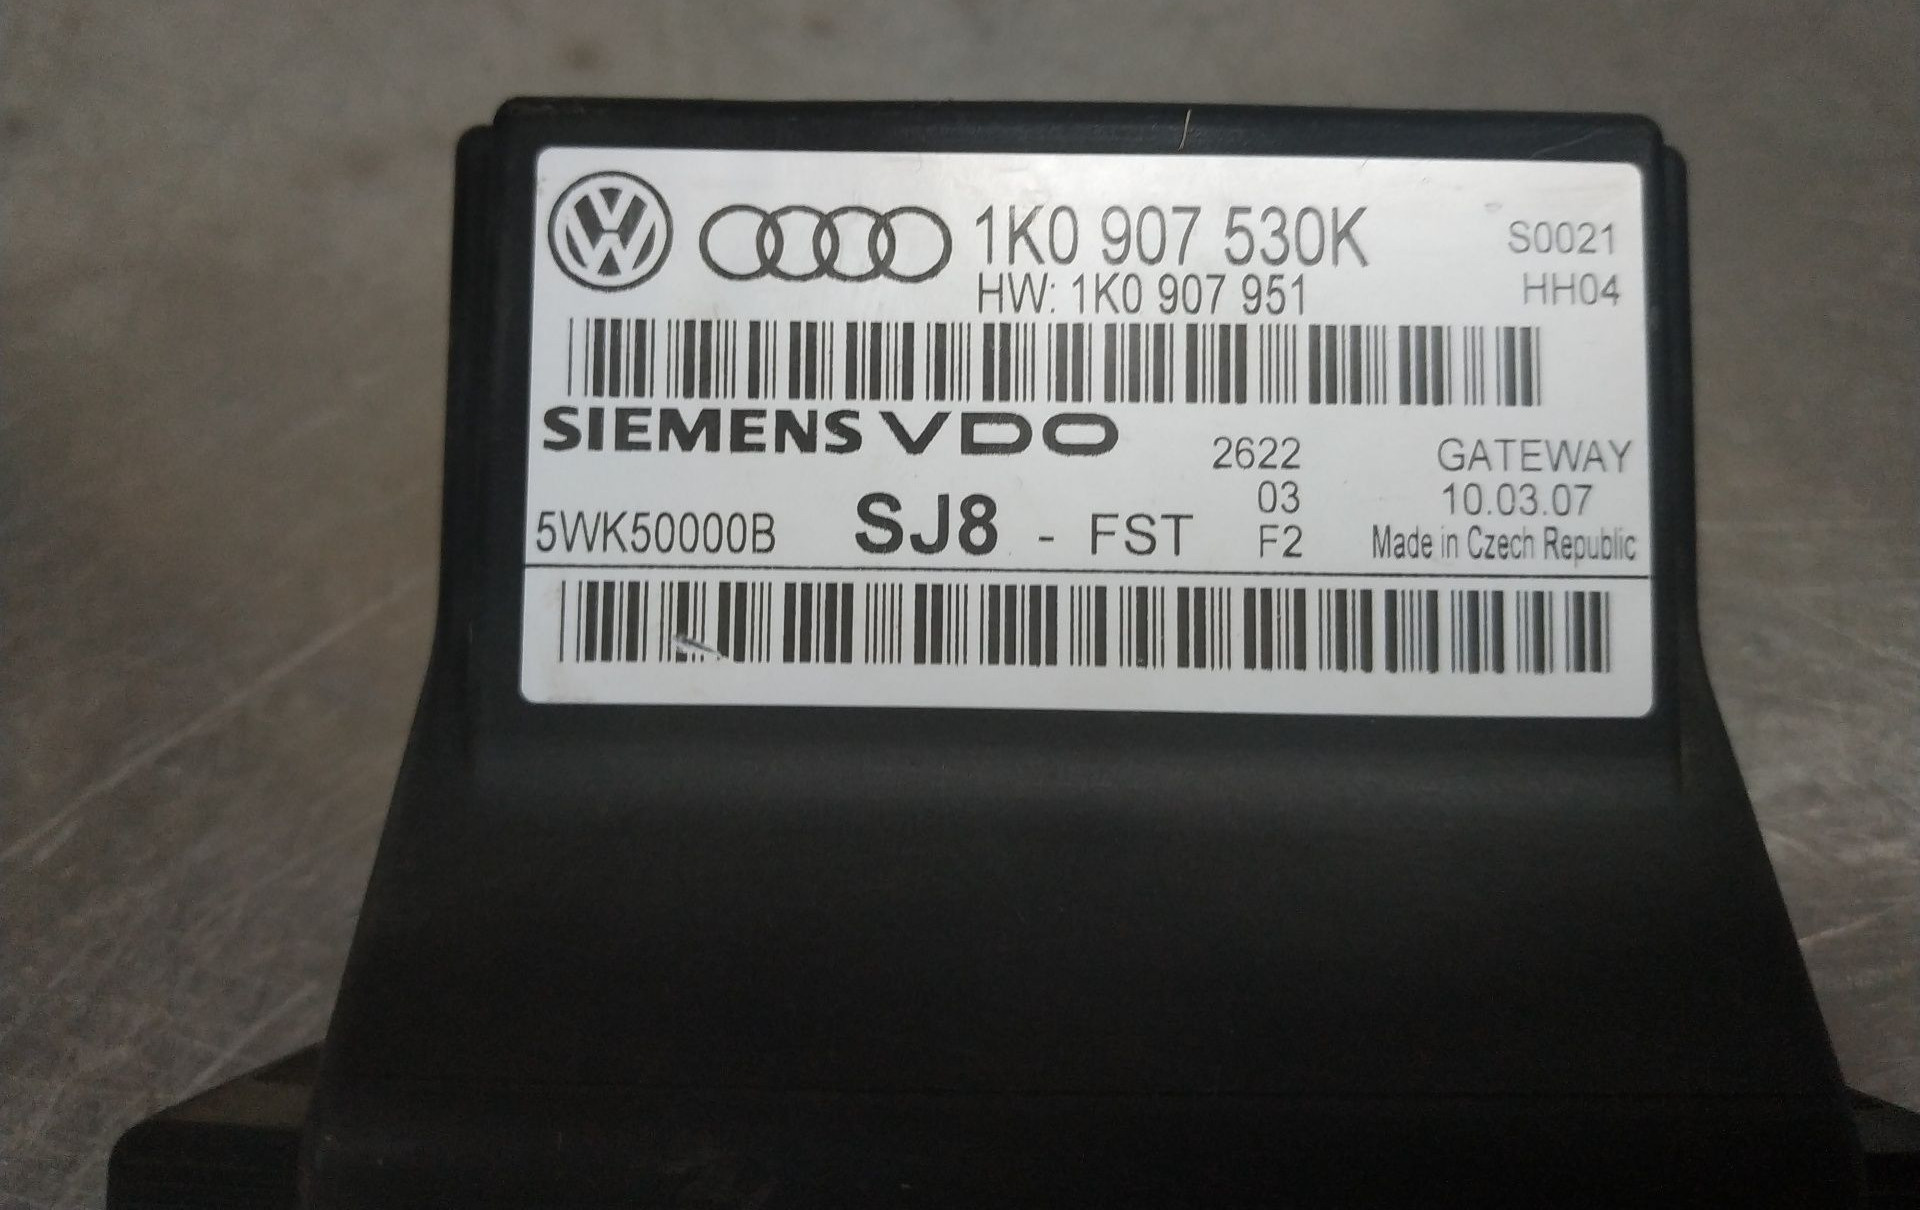 1K0 907 530K S0021
HW: 1K0 907 951 HH04
SIEMENS VDO
2622 GATEWAY
03 10.03.07
5WK50000B SJ8 - FST F2 Made in Czech Republic